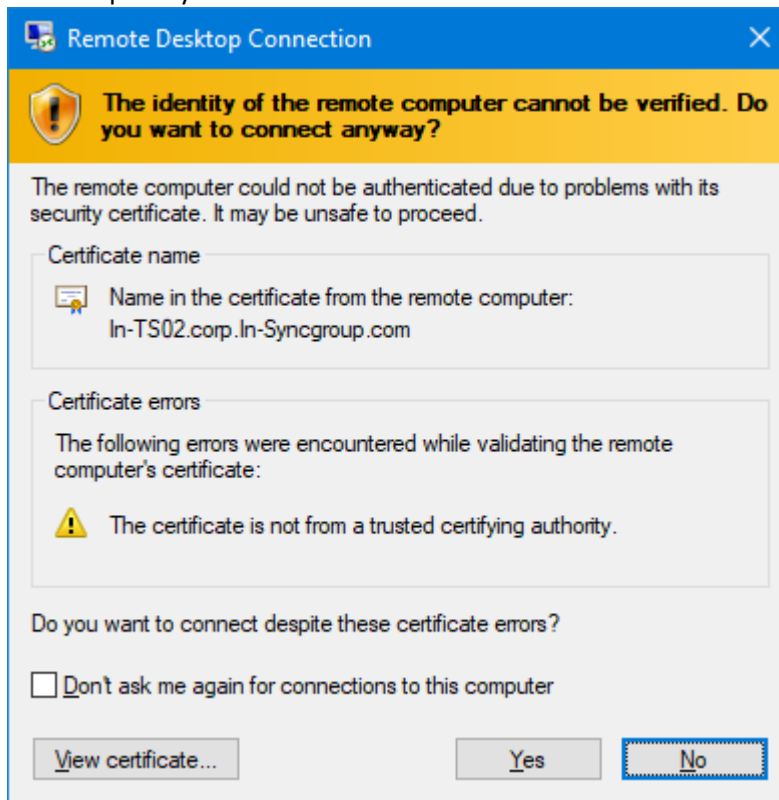 Remote Desktop Connection
The identity of the remote computer cannot be verified. Do
you want to connect anyway?
The remote computer could not be authenticated due to problems with its
security certificate. It may be unsafe to proceed.
Certificate name
Name in the certificate from the remote computer:
In-TS02.corp.In-Syncgroup.com
Certificate errors
The following errors were encountered while validating the remote
computer's certificate:
The certificate is not from a trusted certifying authority.
Do you want to connect despite these certificate errors?
Don't ask me again for connections to this computer
View certificate...
Yes
No